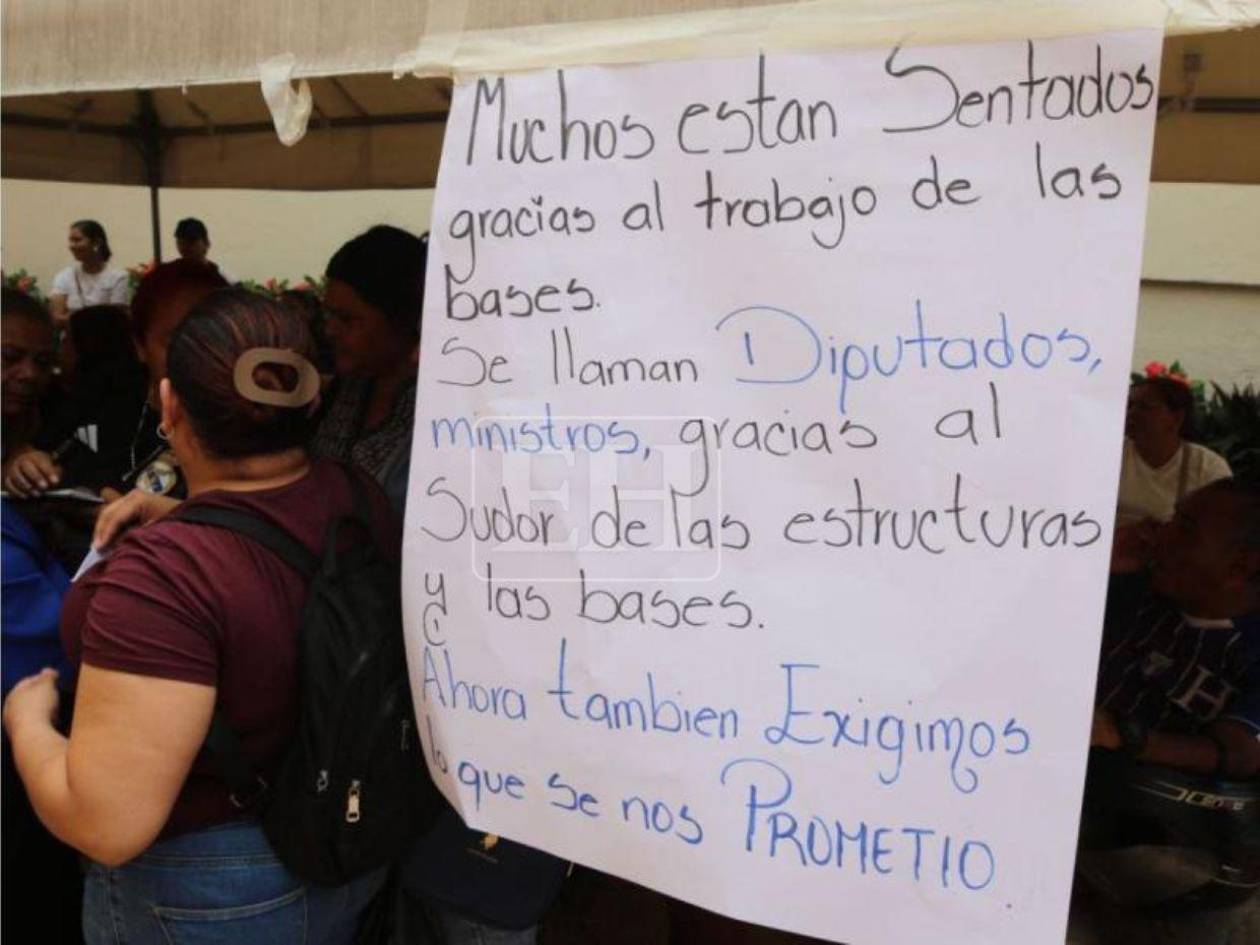 Muchos estan Sentados
gracias al trabajo de las
bases.
Se llaman Diputados,
ministros, gracias al
Sudor de las estructuras
y las bases.
Ahora tambien Exigimos
lo que se nos PROMETIO.
EH
H